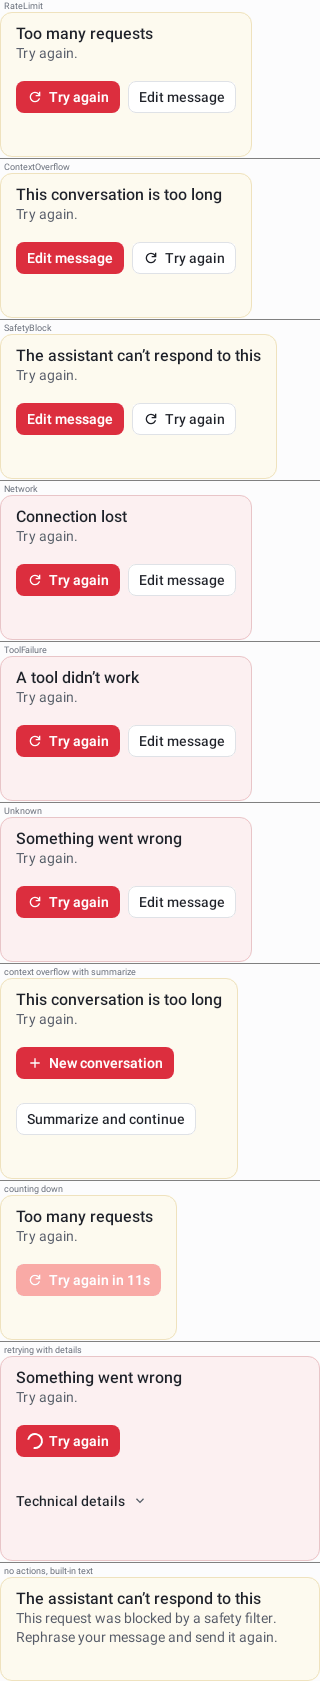 RateLimit
Too many requests
Try again.
Try again Edit message
ContextOverflow
This conversation is too long
Try again.
Edit message Try again
SafetyBlock
The assistant can’t respond to this
Try again.
Edit message Try again
Network
Connection lost
Try again.
Try again Edit message
ToolFailure
A tool didn’t work
Try again.
Try again Edit message
Unknown
Something went wrong
Try again.
Try again Edit message
context overflow with summarize
This conversation is too long
Try again.
New conversation
Summarize and continue
counting down
Too many requests
Try again.
Try again in 11s
retrying with details
Something went wrong
Try again.
Try again
Technical details
no actions, built-in text
The assistant can’t respond to this
This request was blocked by a safety filter.
Rephrase your message and send it again.